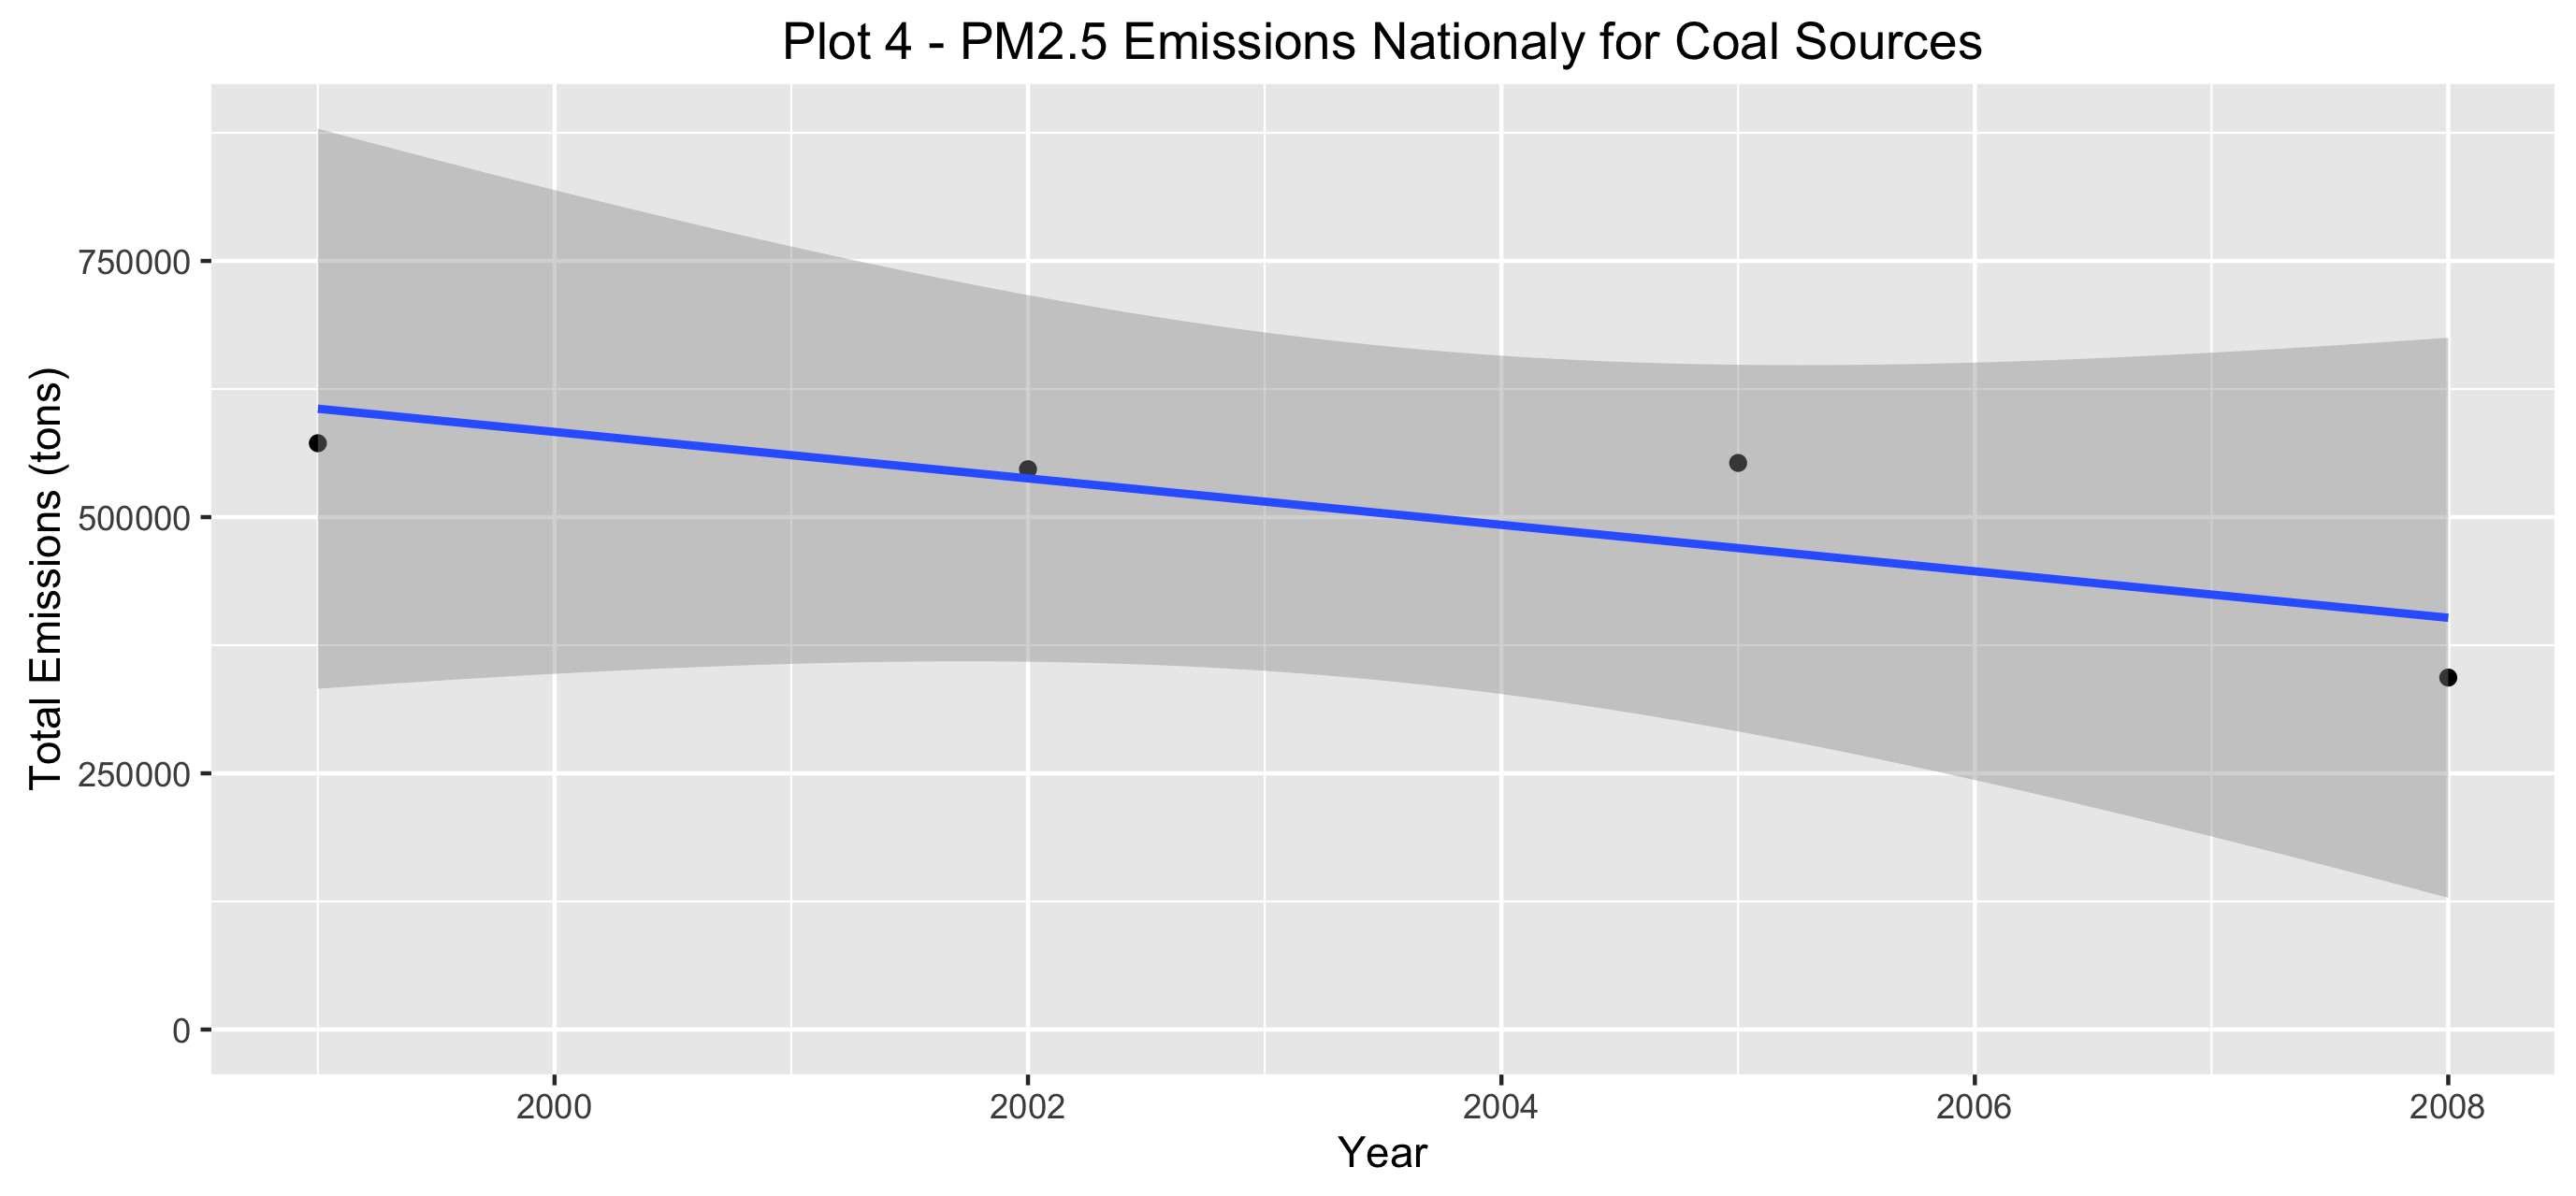 Plot 4 - PM2.5 Emissions Nationaly for Coal Sources
Total Emissions (tons)
750000
500000
250000
0
2000 2002 2004 2006 2008
Year